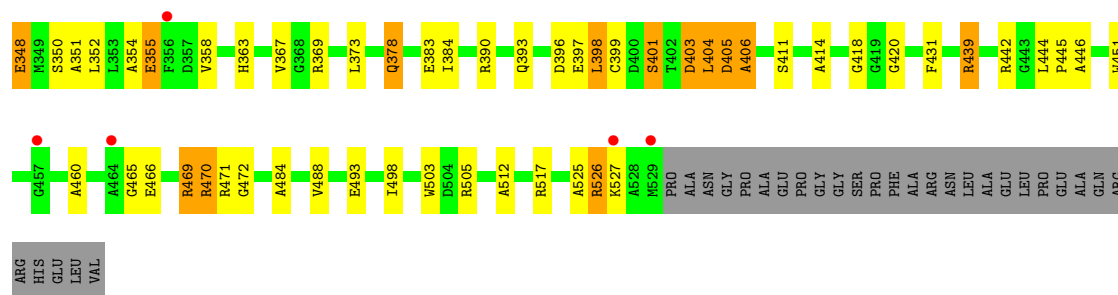 E348 M349 S350 A351 L352 L353 A354 E355 F356 D357 V358 H363 V367 G368 R369 L373 Q378 E383 I384 R390 Q393 D396 E397 L398 C399 D400 S401 T402 D403 L404 D405 A406 S411 A414 G418 G419 G420 F431 R439 R442 G443 L444 P445 A446 W451
G457 A460 A464 G465 E466 R469 R470 R471 G472 A484 V488 E493 I498 W503 D504 R505 A512 R517 A525 R526 K527 A528 M529 PRO ALA ASN GLY PRO ALA GLU PRO GLY GLY SER PRO PHE ALA ARG ASN LEU ALA GLU LEU PRO GLU ALA GLN ARG
ARG HIS GLU LEU VAL